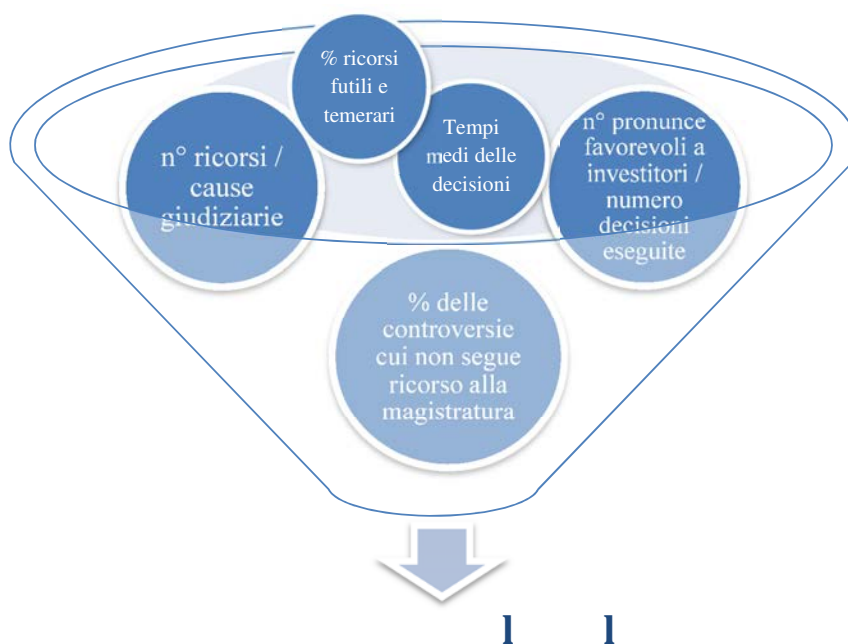 % ricorsi
futili e
temerari
n° ricorsi /
cause
giudiziarie
Tempi
medi delle
decisioni
n° pronunce
favorevoli a
investitori /
numero
decisioni
eseguite
% delle
controversie
cui non segue
ricorso alla
magistratura